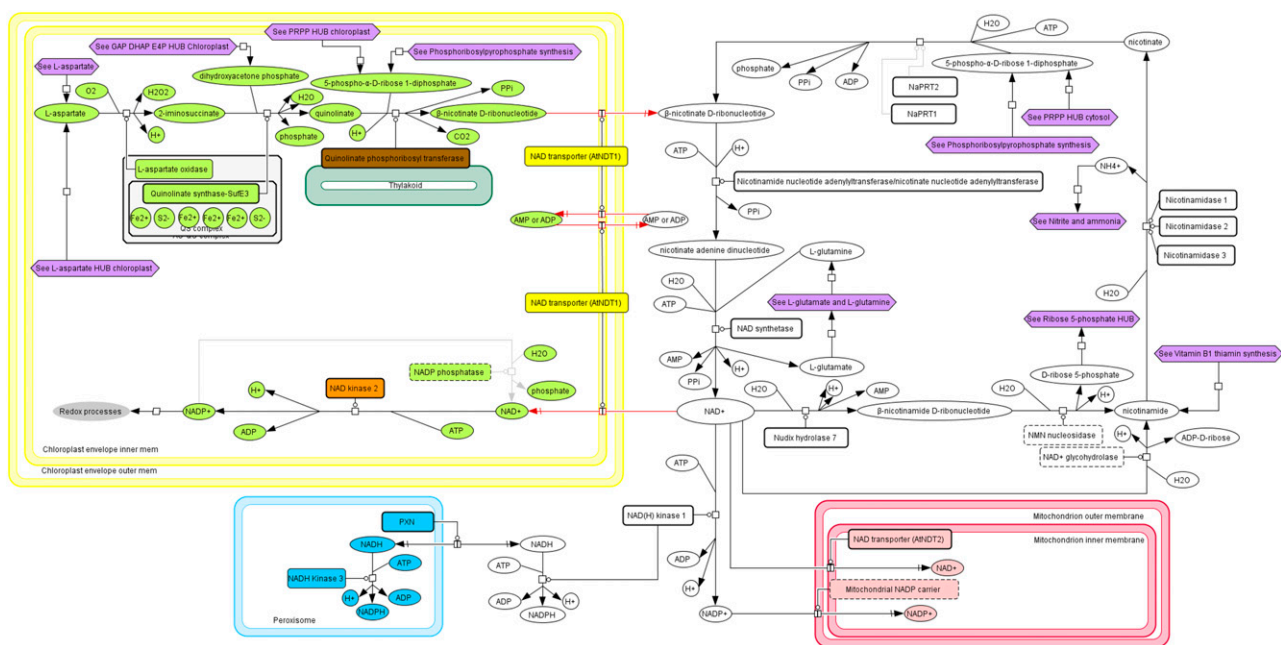 See PRPP HUB chloroplast
See GAP DHAP E4P HUB Chloroplast
See Phosphoribosylpyrophosphate synthesis
See L-aspartate
dihydroxyacetone phosphate
5-phospho-α-D-ribose 1-diphosphate
O2
H2O2
H2O
PPi
L-aspartate
2-iminosuccinate
quinolinate
β-nicotinate D-ribonucleotide
H+
phosphate
H+
CO2
L-aspartate oxidase
Quinolinate phosphoribosyl transferase
Thylakoid
Quinolinate synthase-SufE3
Fe2+
S2-
Fe2+
Fe2+
Fe2+
S2-
QS complex
See L-aspartate HUB chloroplast
NAD transporter (AtNDT1)
AMP or ADP
AMP or ADP
NAD transporter (AtNDT1)
NADP phosphatase
H2O
phosphate
H+
NAD kinase 2
Redox processes
NADP+
NAD+
ADP
ATP
Chloroplast envelope inner mem
Chloroplast envelope outer mem
H2O
ATP
nicotinate
phosphate
PPi
ADP
5-phospho-α-D-ribose 1-diphosphate
NaPRT2
NaPRT1
See PRPP HUB cytosol
See Phosphoribosylpyrophosphate synthesis
β-nicotinate D-ribonucleotide
ATP
H+
Nicotinamide nucleotide adenylyltransferase/nicotinate nucleotide adenylyltransferase
PPi
NH4+
See Nitrite and ammonia
Nicotinamidase 1
Nicotinamidase 2
Nicotinamidase 3
H2O
nicotinate adenine dinucleotide
L-glutamine
H2O
ATP
See L-glutamate and L-glutamine
NAD synthetase
AMP
PPi
H+
L-glutamate
See Ribose 5-phosphate HUB
See Vitamin B1 thiamin synthesis
D-ribose 5-phosphate
H2O
H+
AMP
H2O
H+
NAD+
β-nicotinamide D-ribonucleotide
nicotinamide
Nudix hydrolase 7
NMN nucleosidase
H+
ADP-D-ribose
NAD+ glycohydrolase
H2O
ATP
NAD(H) kinase 1
ADP
H+
NADP+
PXN
NADH
NADH
ATP
ATP
NADH Kinase 3
H+
ADP
NADPH
ADP
H+
NADPH
Peroxisome
Mitochondrion outer membrane
Mitochondrion inner membrane
NAD transporter (AtNDT2)
NAD+
Mitochondrial NADP carrier
NADP+